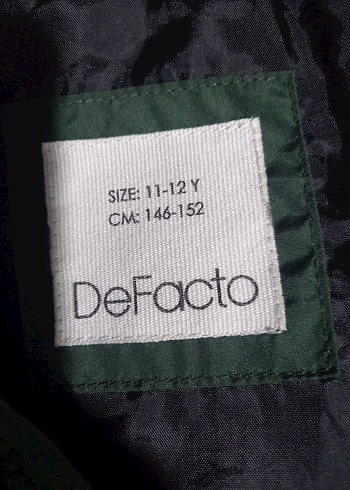 SIZE: 11-12 Y
CM: 146-152
DeFacto